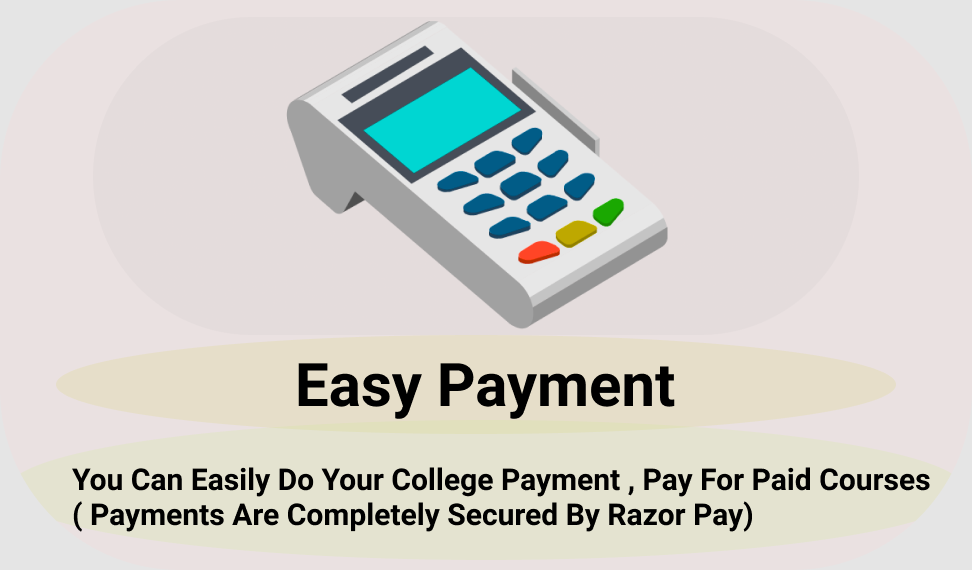 Easy Payment
You Can Easily Do Your College Payment , Pay For Paid Courses
( Payments Are Completely Secured By Razor Pay)